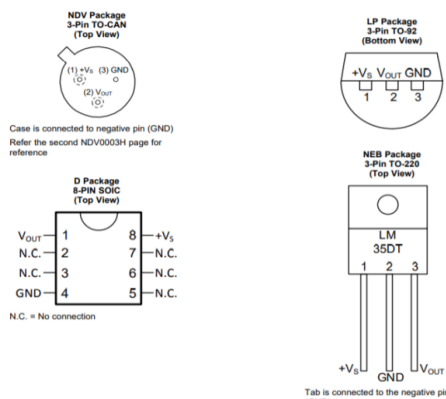 NDV Package
3-Pin TO-CAN
(Top View)
(1) +VS (3) GND
(2) VOUT
Case is connected to negative pin (GND)
Refer the second NDV0003H page for
reference
D Package
8-PIN SOIC
(Top View)
VOUT 1 8 +VS
N.C. 2 7 N.C.
N.C. 3 6 N.C.
GND 4 5 N.C.
N.C. = No connection
LP Package
3-Pin TO-92
(Bottom View)
+VS VOUT GND
1 2 3
NEB Package
3-Pin TO-220
(Top View)
LM
35DT
1 2 3
+VS GND VOUT
Tab is connected to the negative pin